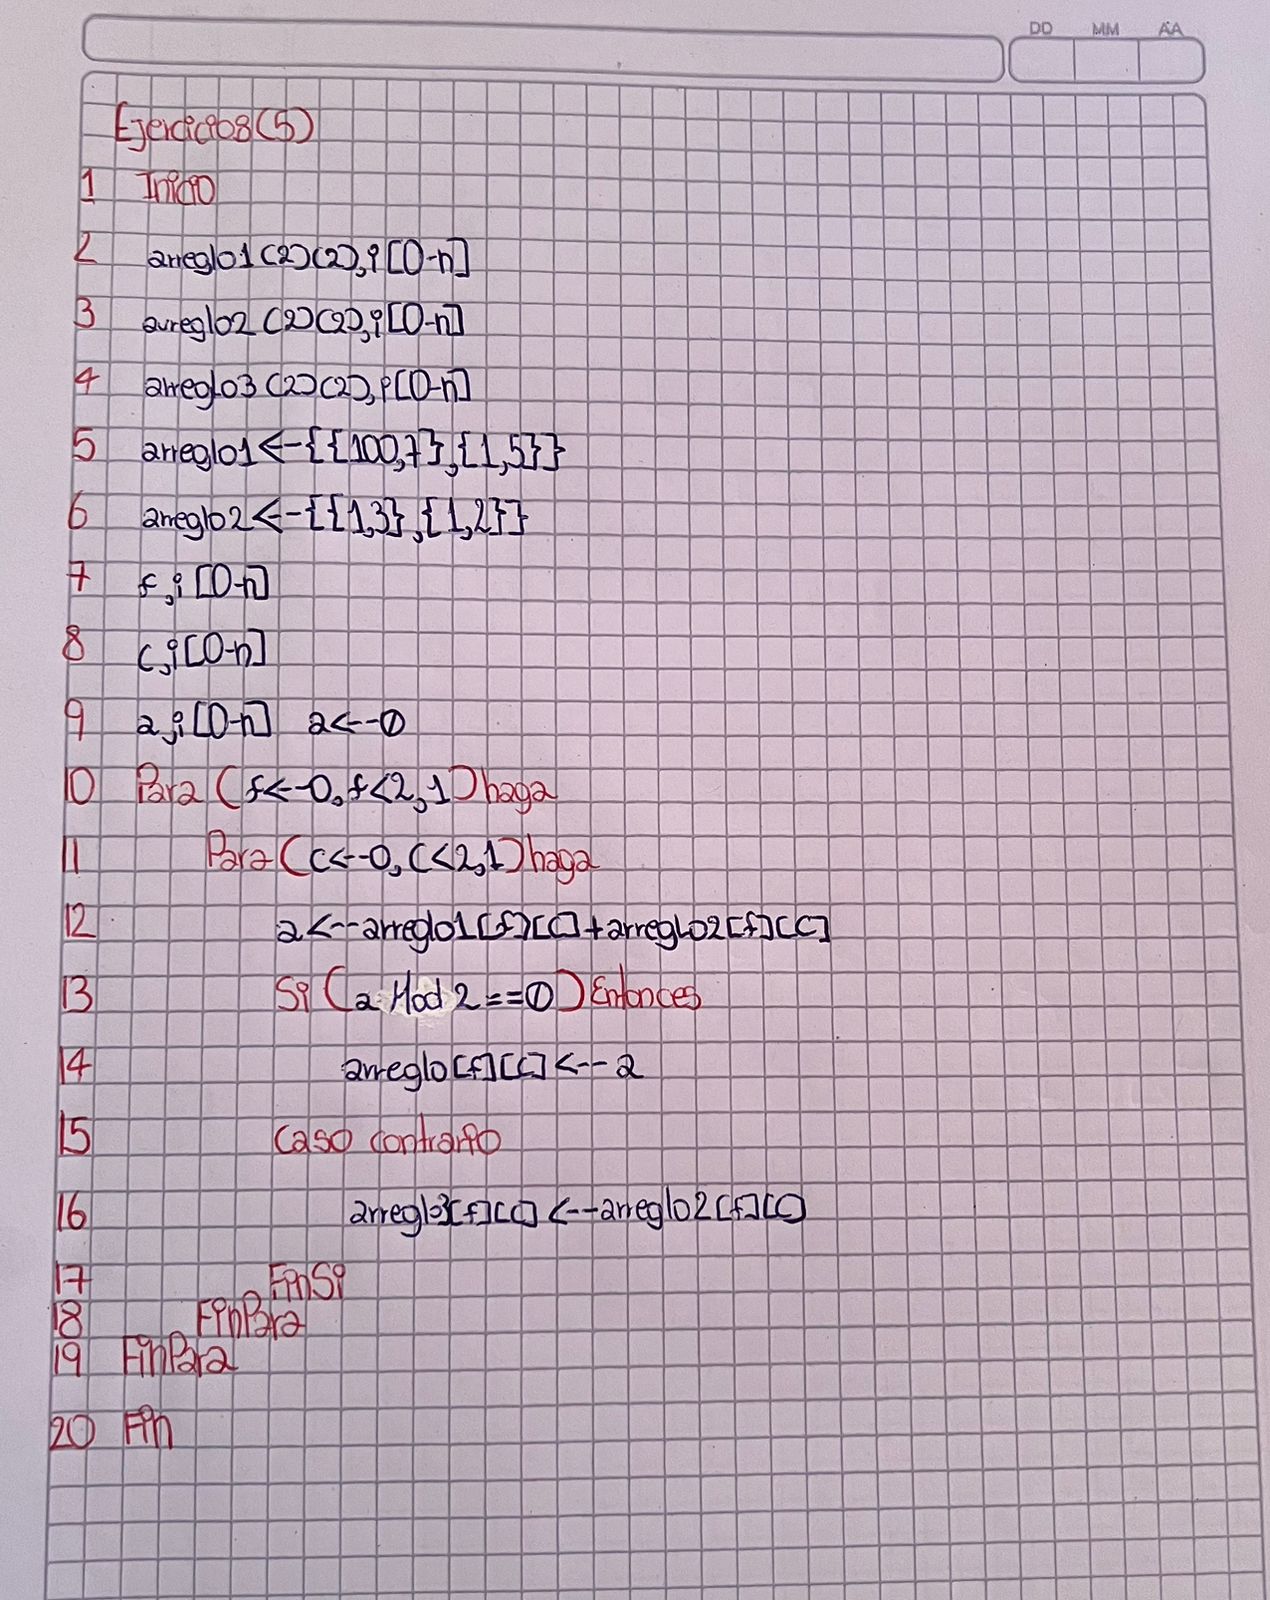 DD MM AA
Ejercicios(5)
1 Inicio
2 arreglo1(2)(2),i[0-n]
3 arreglo2(2)(2),i[0-n]
4 arreglo3(2)(2),i[0-n]
5 arreglo1<-{{100,7},{1,5}}
6 arreglo2<-{{1,3},{1,2}}
7 f,i[0-n]
8 c,i[0-n]
9 a,i[0-n] a<--0
10 Para (f<--0,f<2,1)haga
11 Para(c<--0,c<2,1)haga
12 a<--arreglo1[f][c]+arreglo2[f][c]
13 Si (a Mod 2==0)Entonces
14 arreglo[f][c]<--a
15 Caso contrario
16 arregl3[f][c]<--arreglo2[f][c]
17 FinSi
18 FinPara
19 FinPara
20 Fin